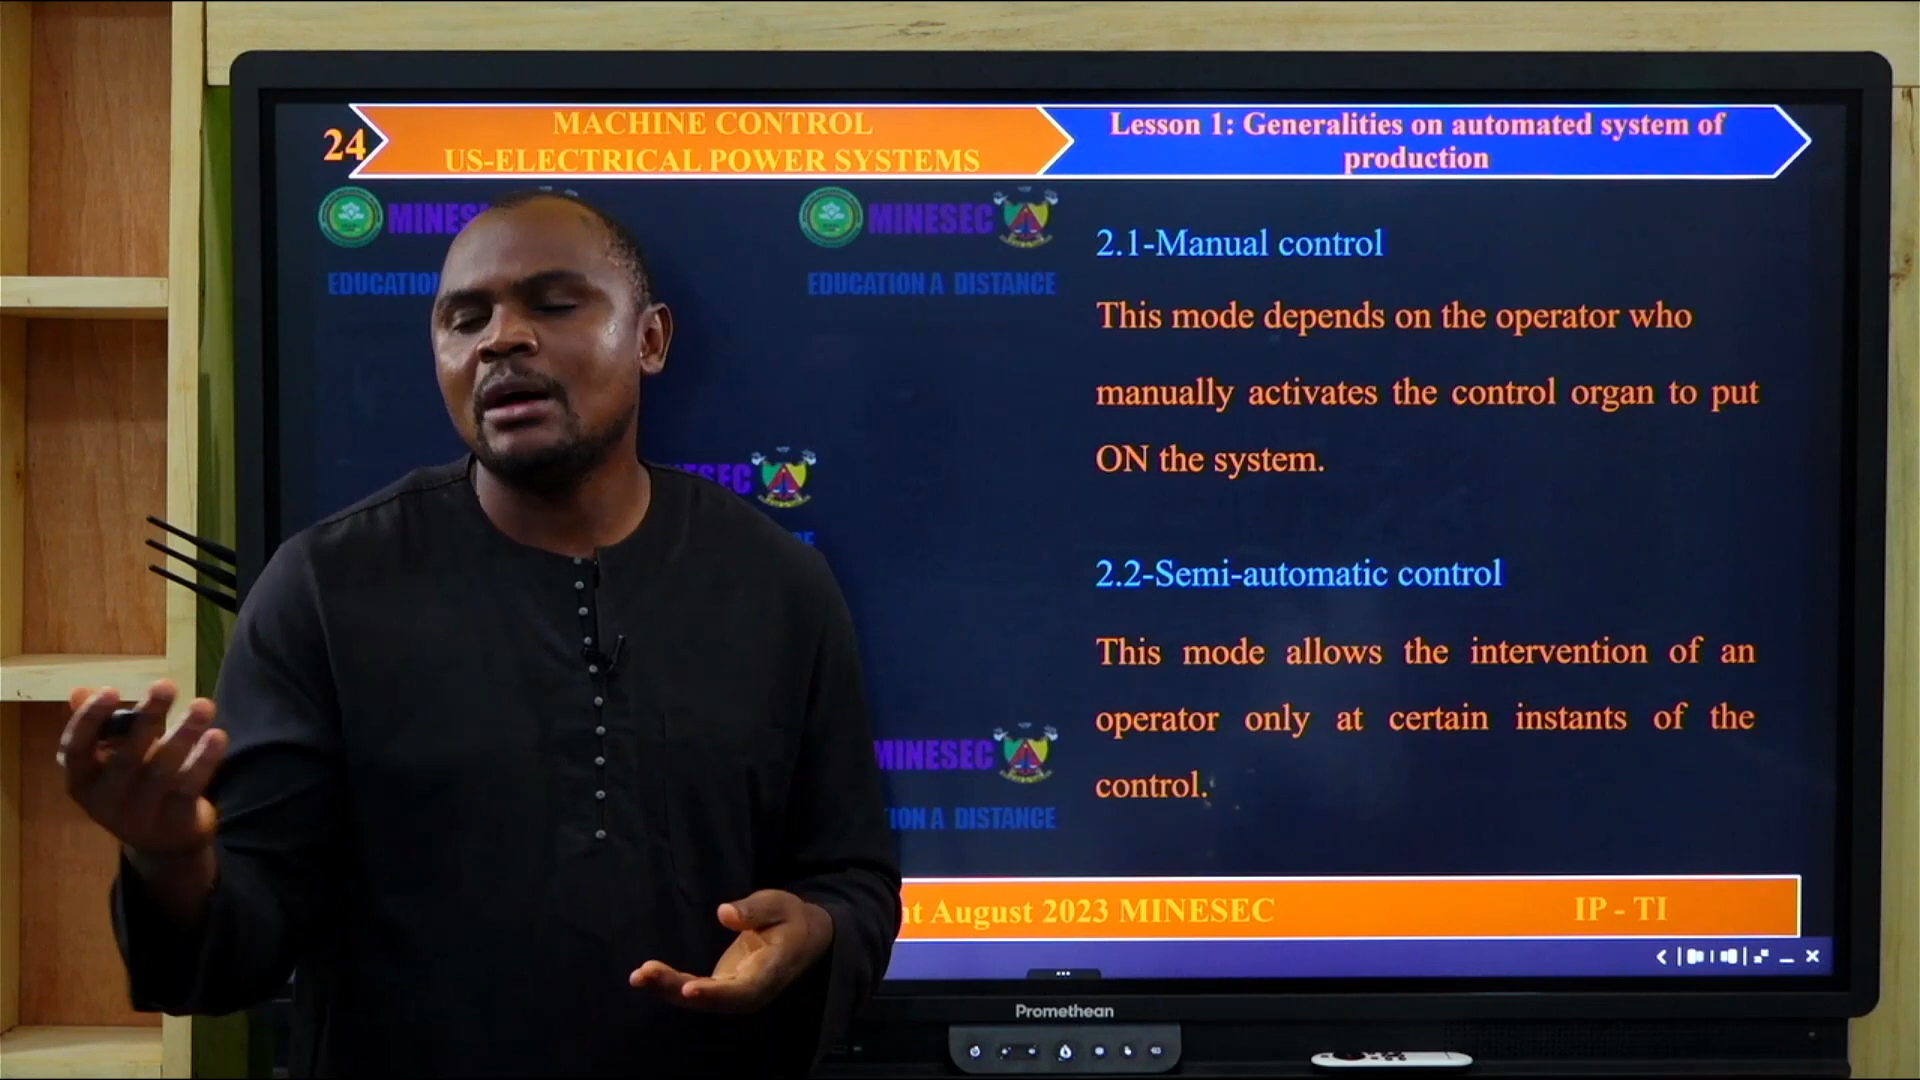 24
MACHINE CONTROL
US-ELECTRICAL POWER SYSTEMS
Lesson 1: Generalities on automated system of
production
MINESEC
EDUCATION A DISTANCE
2.1-Manual control
This mode depends on the operator who
manually activates the control organ to put
ON the system.
2.2-Semi-automatic control
This mode allows the intervention of an
operator only at certain instants of the
control.
MINESEC
A DISTANCE
August 2023 MINESEC
IP - TI
Promethean